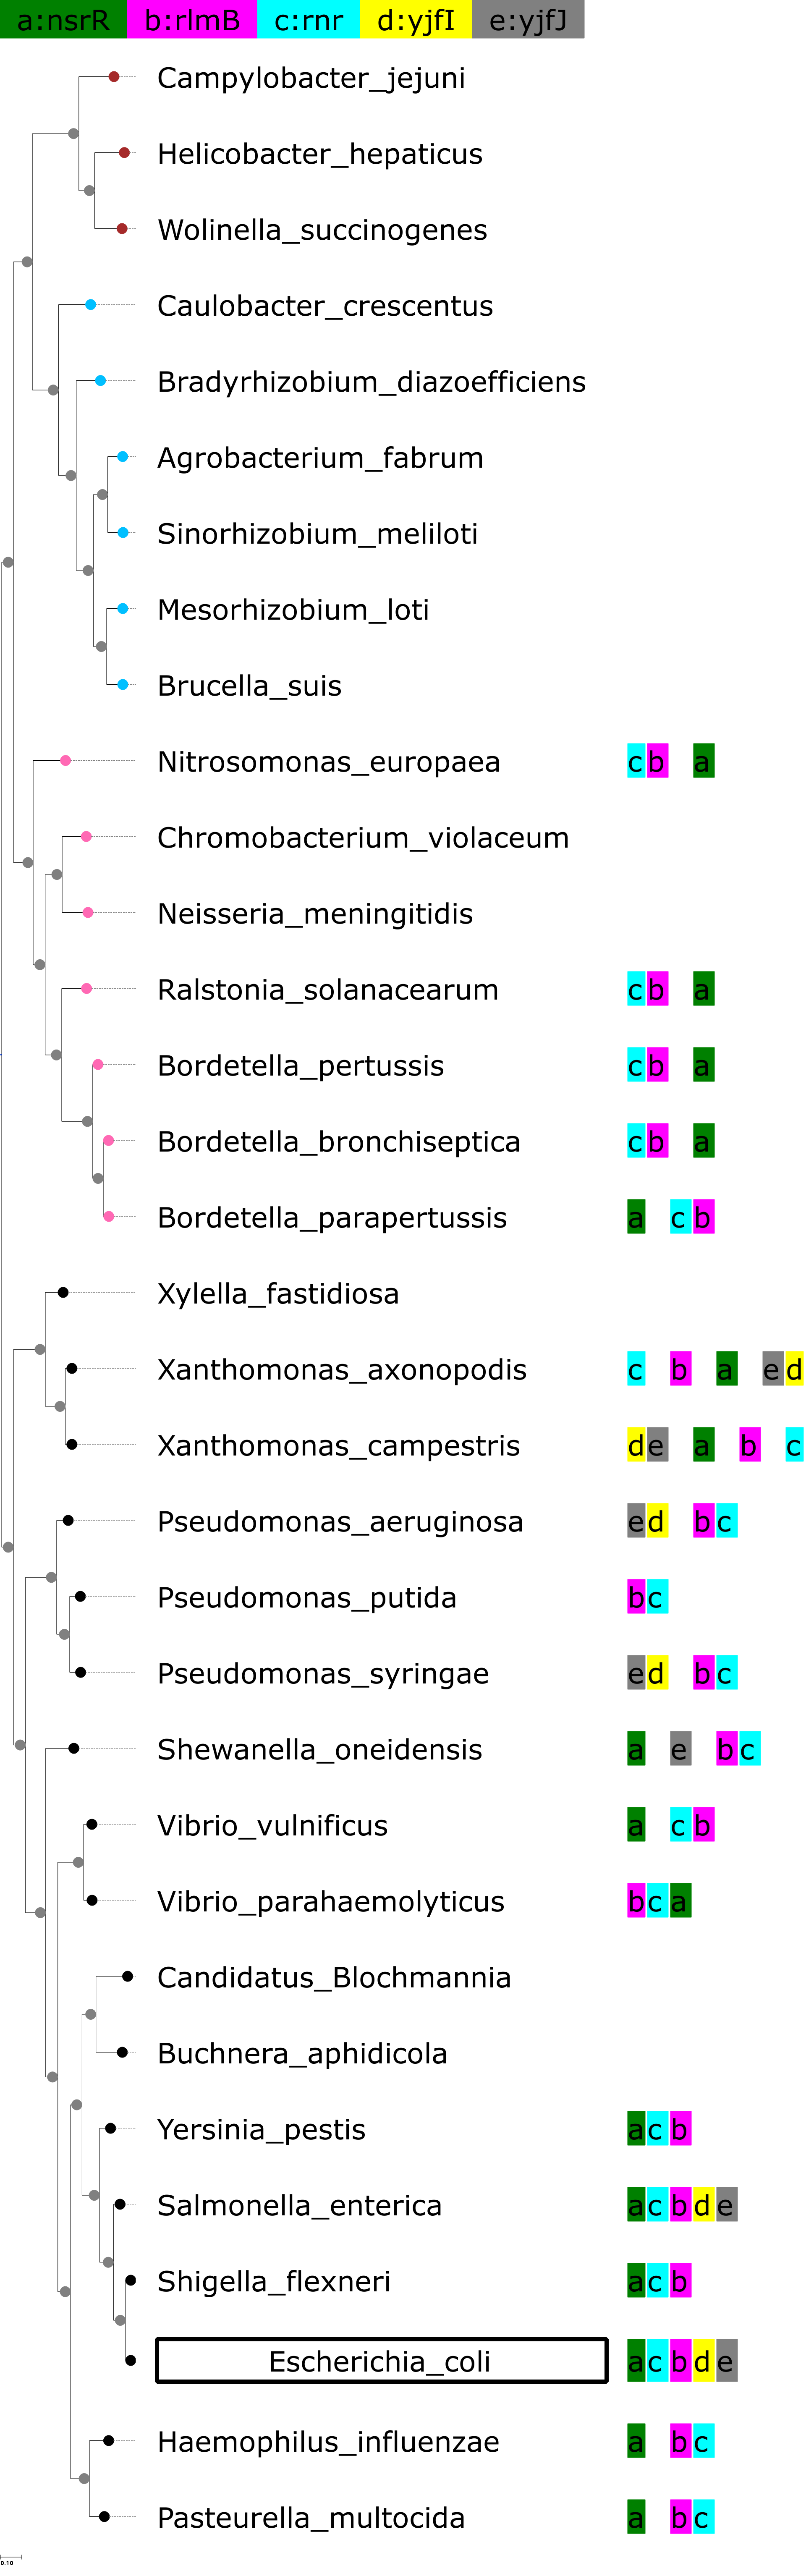 a:nsrR b:rlmB c:rnr d:yjfI e:yjfJ
Campylobacter_jejuni
Helicobacter_hepaticus
Wolinella_succinogenes
Caulobacter_crescentus
Bradyrhizobium_diazoefficiens
Agrobacterium_fabrum
Sinorhizobium_meliloti
Mesorhizobium_loti
Brucella_suis
Nitrosomonas_europaea c b a
Chromobacterium_violaceum
Neisseria_meningitidis
Ralstonia_solanacearum c b a
Bordetella_pertussis c b a
Bordetella_bronchiseptica c b a
Bordetella_parapertussis a c b
Xylella_fastidiosa
Xanthomonas_axonopodis c b a e d
Xanthomonas_campestris d e a b c
Pseudomonas_aeruginosa e d b c
Pseudomonas_putida b c
Pseudomonas_syringae e d b c
Shewanella_oneidensis a e b c
Vibrio_vulnificus a c b
Vibrio_parahaemolyticus b c a
Candidatus_Blochmannia
Buchnera_aphidicola
Yersinia_pestis a c b
Salmonella_enterica a c b d e
Shigella_flexneri a c b
Escherichia_coli a c b d e
Haemophilus_influenzae a b c
Pasteurella_multocida a b c
0.10